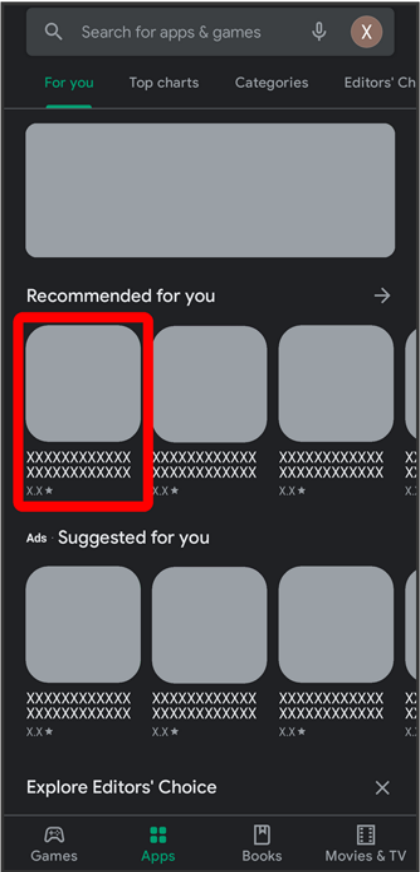 Search for apps & games
X
For you Top charts Categories Editors' Ch
Recommended for you
XXXXXXXXXXXX XXXXXXXXXXXX XXXXXXXXXXXX X
XXXXXXXXXXXX XXXXXXXXXXXX XXXXXXXXXXXX X
X.X★ X.X★ X.X★ X.
Ads · Suggested for you
XXXXXXXXXXXX XXXXXXXXXXXX XXXXXXXXXXXX X
XXXXXXXXXXXX XXXXXXXXXXXX XXXXXXXXXXXX X
X.X★ X.X★ X.X★ X.
Explore Editors' Choice
Games Apps Books Movies & TV